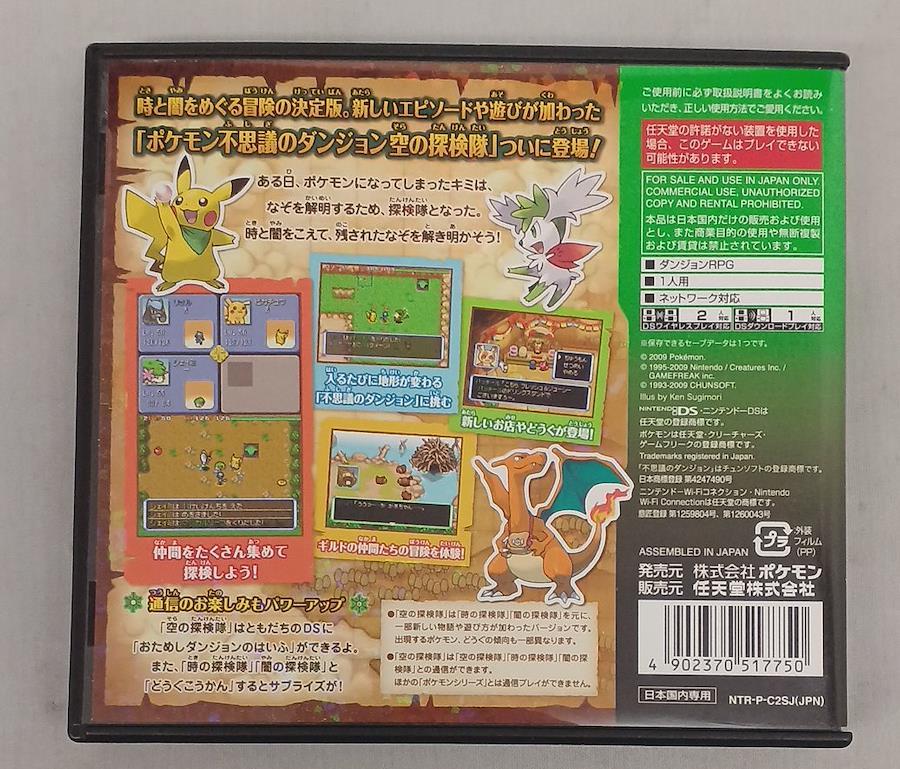 時と闇をめぐる冒険の決定版。新しいエピソードや遊びが加わった
「ポケモン不思議のダンジョン 空の探検隊」ついに登場！
ある日、ポケモンになってしまったキミは、
なぞを解明するため、探検隊となった。
時と闇をこえて、残されたなぞを解き明かそう！
リオル
ピカチュウ
シェイミ
入るたびに地形が変わる
「不思議のダンジョン」に挑む
新しいお店やどうぐが登場！
仲間をたくさん集めて
探検しよう！
ギルドの仲間たちの冒険を体験！
通信のお楽しみもパワーアップ
「空の探検隊」はともだちのDSに
「おためしダンジョンのはいふ」ができるよ。
また、「時の探検隊」「闇の探検隊」と
「どうぐこうかん」するとサプライズが！
●「空の探検隊」は「時の探検隊」「闇の探検隊」を元に、
一部新しい物語や遊び方が加わったバージョンです。
出現するポケモン、どうぐの傾向も一部異なります。
●「空の探検隊」は「空の探検隊」「時の探検隊」「闇の探
検隊」との通信ができます。
ほかの「ポケモンシリーズ」とは通信プレイができません。
ご使用前に必ず取扱説明書をよくお読み
いただき、正しい使用方法でご愛用ください。
任天堂の許諾がない装置を使用した
場合、このゲームはプレイできない
可能性があります。
FOR SALE AND USE IN JAPAN ONLY.
COMMERCIAL USE, UNAUTHORIZED
COPY AND RENTAL PROHIBITED.
本品は日本国内だけの販売および使用
とし、また商業目的の使用や無断複製
および賃貸は禁止されています。
■ ダンジョンRPG
■ 1人用
■ ネットワーク対応
2人対応 DSワイヤレスプレイ対応
1人対応 DSダウンロードプレイ対応
※保存できるセーブデータは1つです。
© 2009 Pokémon.
© 1995-2009 Nintendo / Creatures Inc. /
GAMEFREAK inc.
© 1993-2009 CHUNSOFT.
Illus by Ken Sugimori
NINTENDO DS・ニンテンドーDSは
任天堂の登録商標です。
ポケモンは任天堂・クリーチャーズ・
ゲームフリークの登録商標です。
Trademarks registered in Japan.
「不思議のダンジョン」はチュンソフトの登録商標です。
日本商標登録 第4247490号
ニンテンドーWi-Fiコネクション・Nintendo
Wi-Fi Connectionは任天堂の商標です。
意匠登録 第1259804号、第1260043号
ASSEMBLED IN JAPAN
プラ
外装
フィルム
(PP)
発売元 株式会社ポケモン
販売元 任天堂株式会社
4 902370 517750
日本国内専用
NTR-P-C2SJ(JPN)